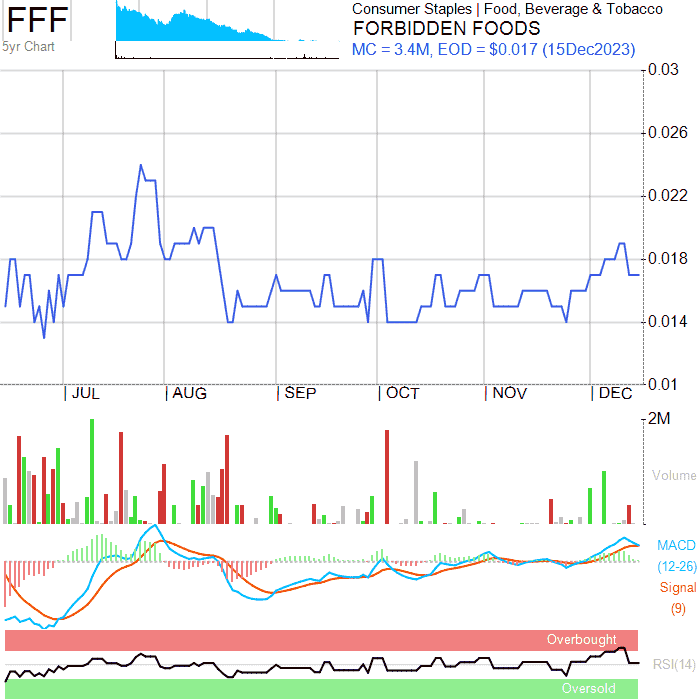 FFF
5yr Chart
Consumer Staples | Food, Beverage & Tobacco
FORBIDDEN FOODS
MC = 3.4M, EOD = $0.017 (15Dec2023)
0.03
0.026
0.022
0.018
0.014
0.01
JUL AUG SEP OCT NOV DEC
2M
Volume
MACD
(12-26)
Signal
(9)
Overbought
RSI(14)
Oversold